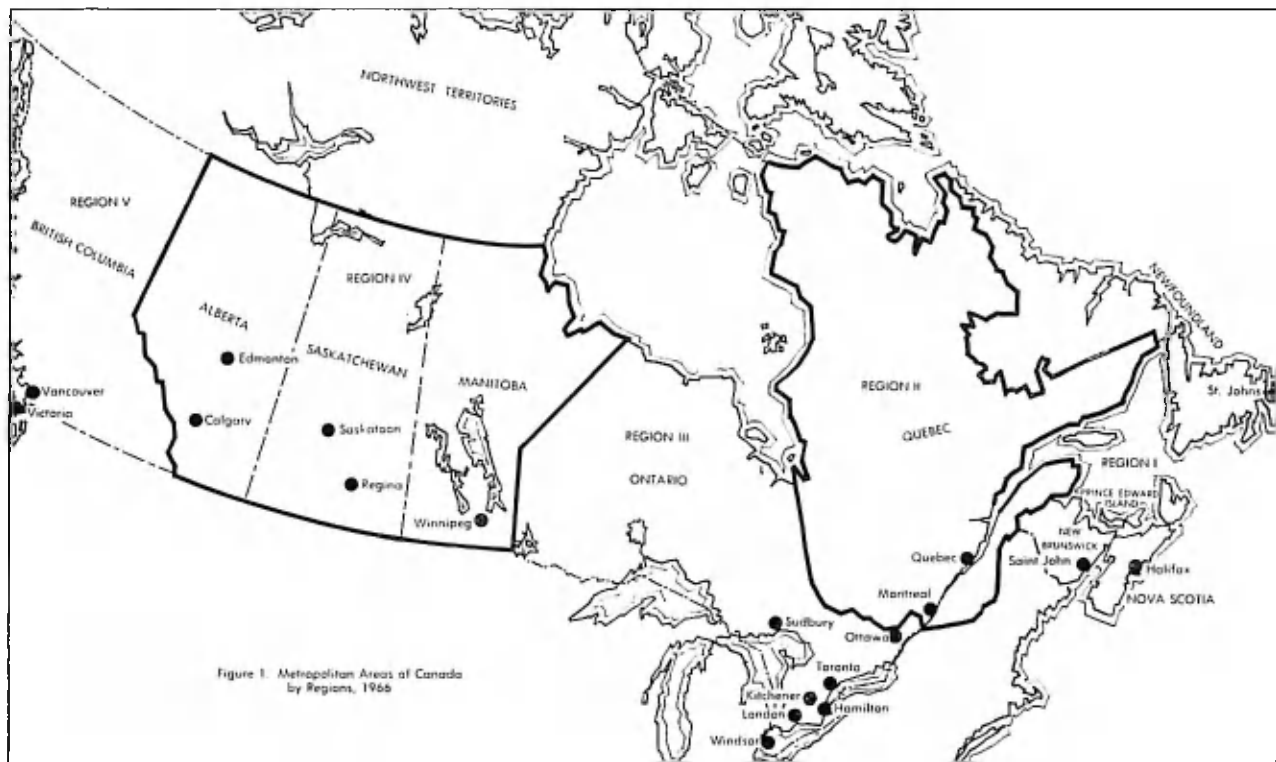 NORTHWEST TERRITORIES
REGION V
BRITISH COLUMBIA
REGION IV
ALBERTA
Edmonton
SASKATCHEWAN
MANITOBA
Vancouver
Victoria
Calgary
Saskatoon
Regina
Winnipeg
REGION III
ONTARIO
REGION II
QUEBEC
NEWFOUNDLAND
St. Johns
REGION I
PRINCE EDWARD
ISLAND
NEW
BRUNSWICK
Saint John
Halifax
NOVA SCOTIA
Quebec
Montreal
Ottawa
Sudbury
Toronto
Kitchener
Hamilton
London
Windsor
Figure 1. Metropolitan Areas of Canada
by Regions, 1966